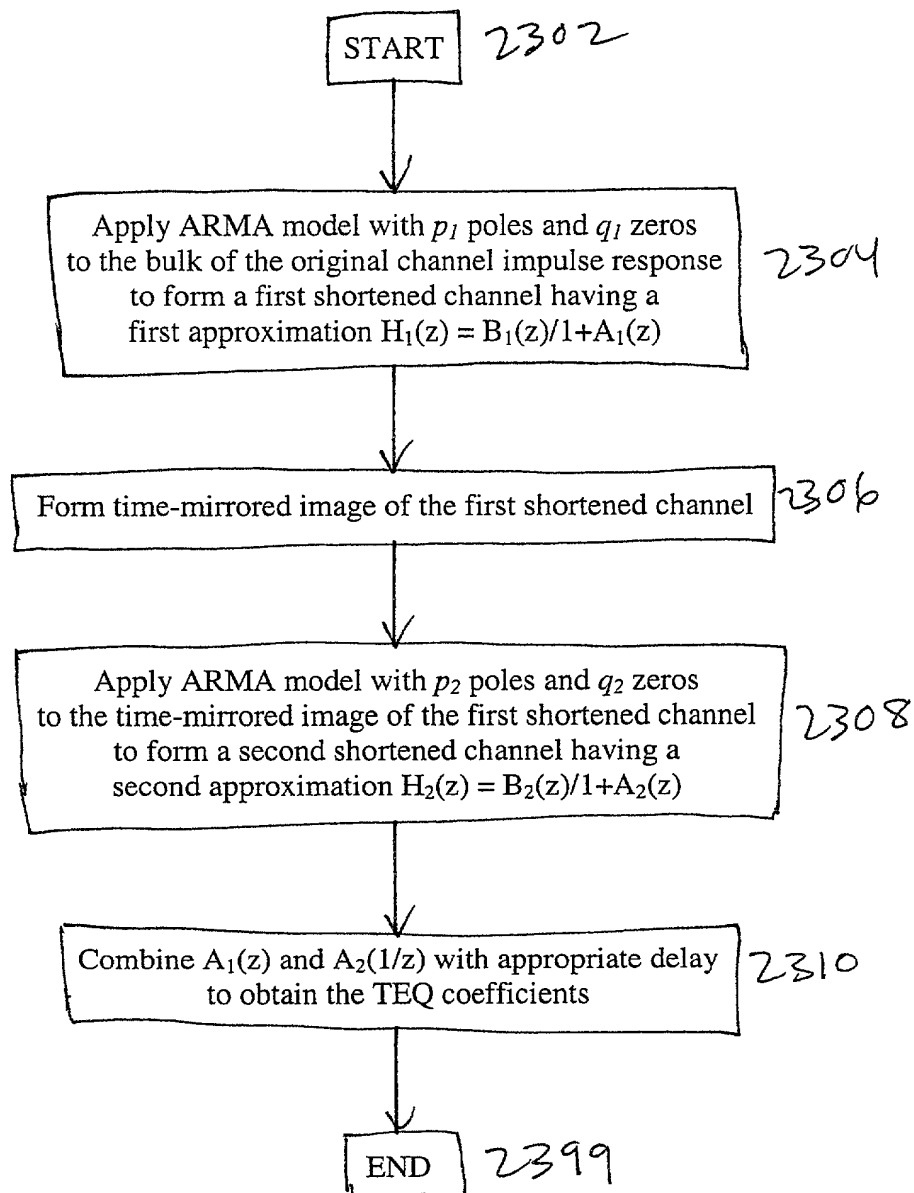 START 2302
Apply ARMA model with p₁ poles and q₁ zeros
to the bulk of the original channel impulse response
to form a first shortened channel having a
first approximation H₁(z) = B₁(z)/1+A₁(z)
2304
Form time-mirrored image of the first shortened channel 2306
Apply ARMA model with p₂ poles and q₂ zeros
to the time-mirrored image of the first shortened channel
to form a second shortened channel having a
second approximation H₂(z) = B₂(z)/1+A₂(z)
2308
Combine A₁(z) and A₂(1/z) with appropriate delay
to obtain the TEQ coefficients
2310
END 2399